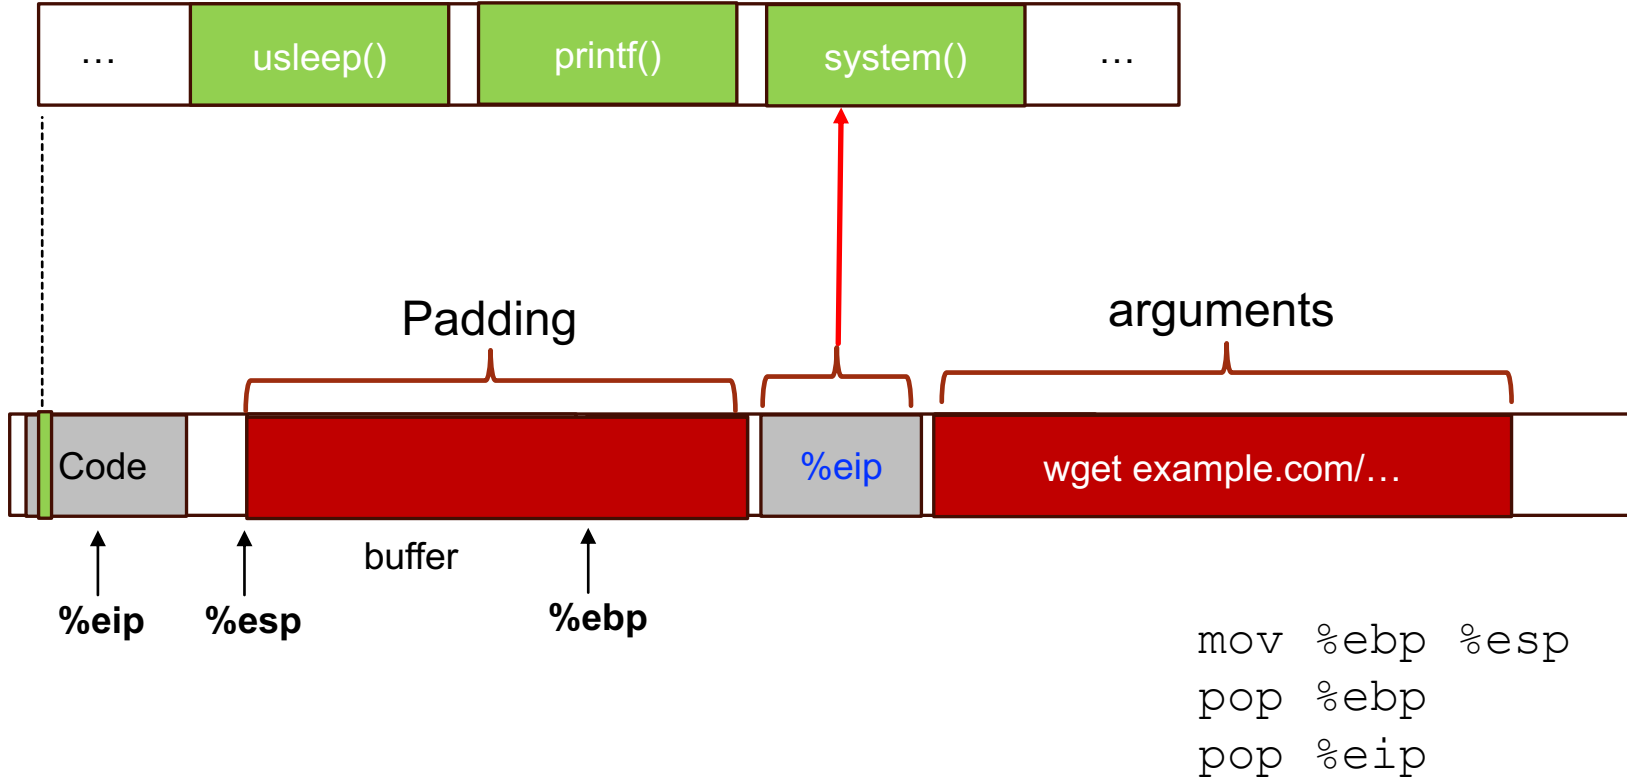 … usleep() printf() system() …
Padding
arguments
Code %eip wget example.com/…
buffer
%eip %esp %ebp
mov %ebp %esp
pop %ebp
pop %eip